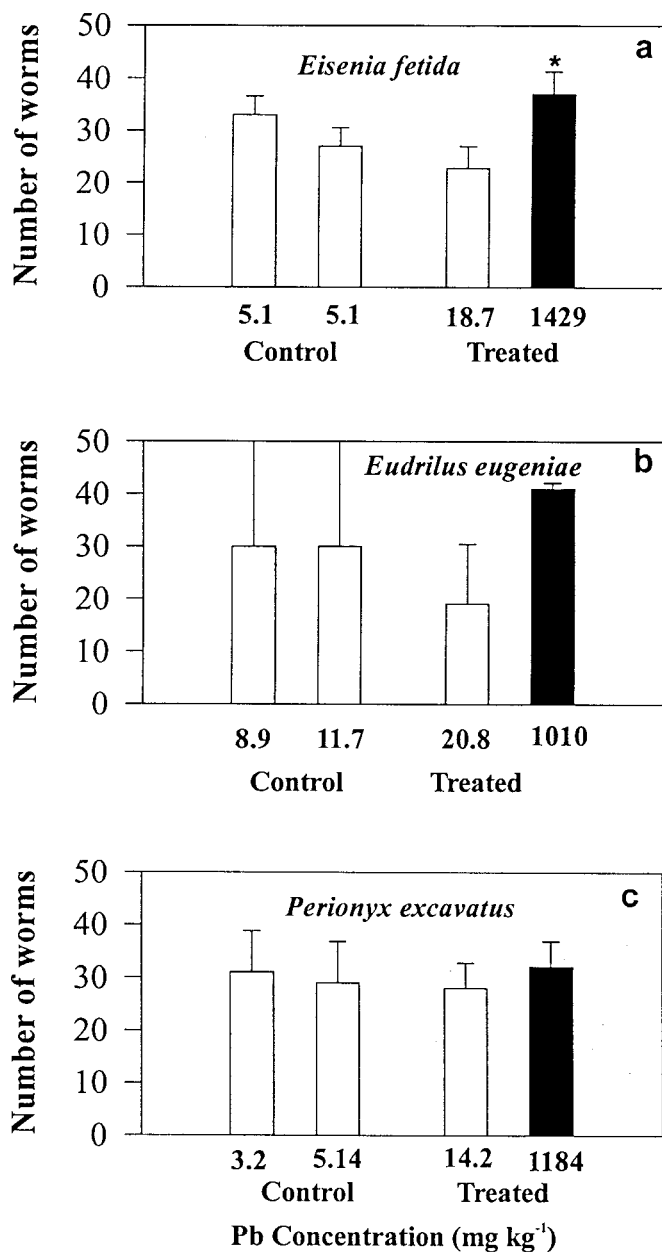 a
*
Eisenia fetida
50
40
30
20
10
0
Number of worms
5.1 5.1 18.7 1429
Control Treated
b
Eudrilus eugeniae
50
40
30
20
10
0
Number of worms
8.9 11.7 20.8 1010
Control Treated
c
Perionyx excavatus
50
40
30
20
10
0
Number of worms
3.2 5.14 14.2 1184
Control Treated
Pb Concentration (mg kg⁻¹)